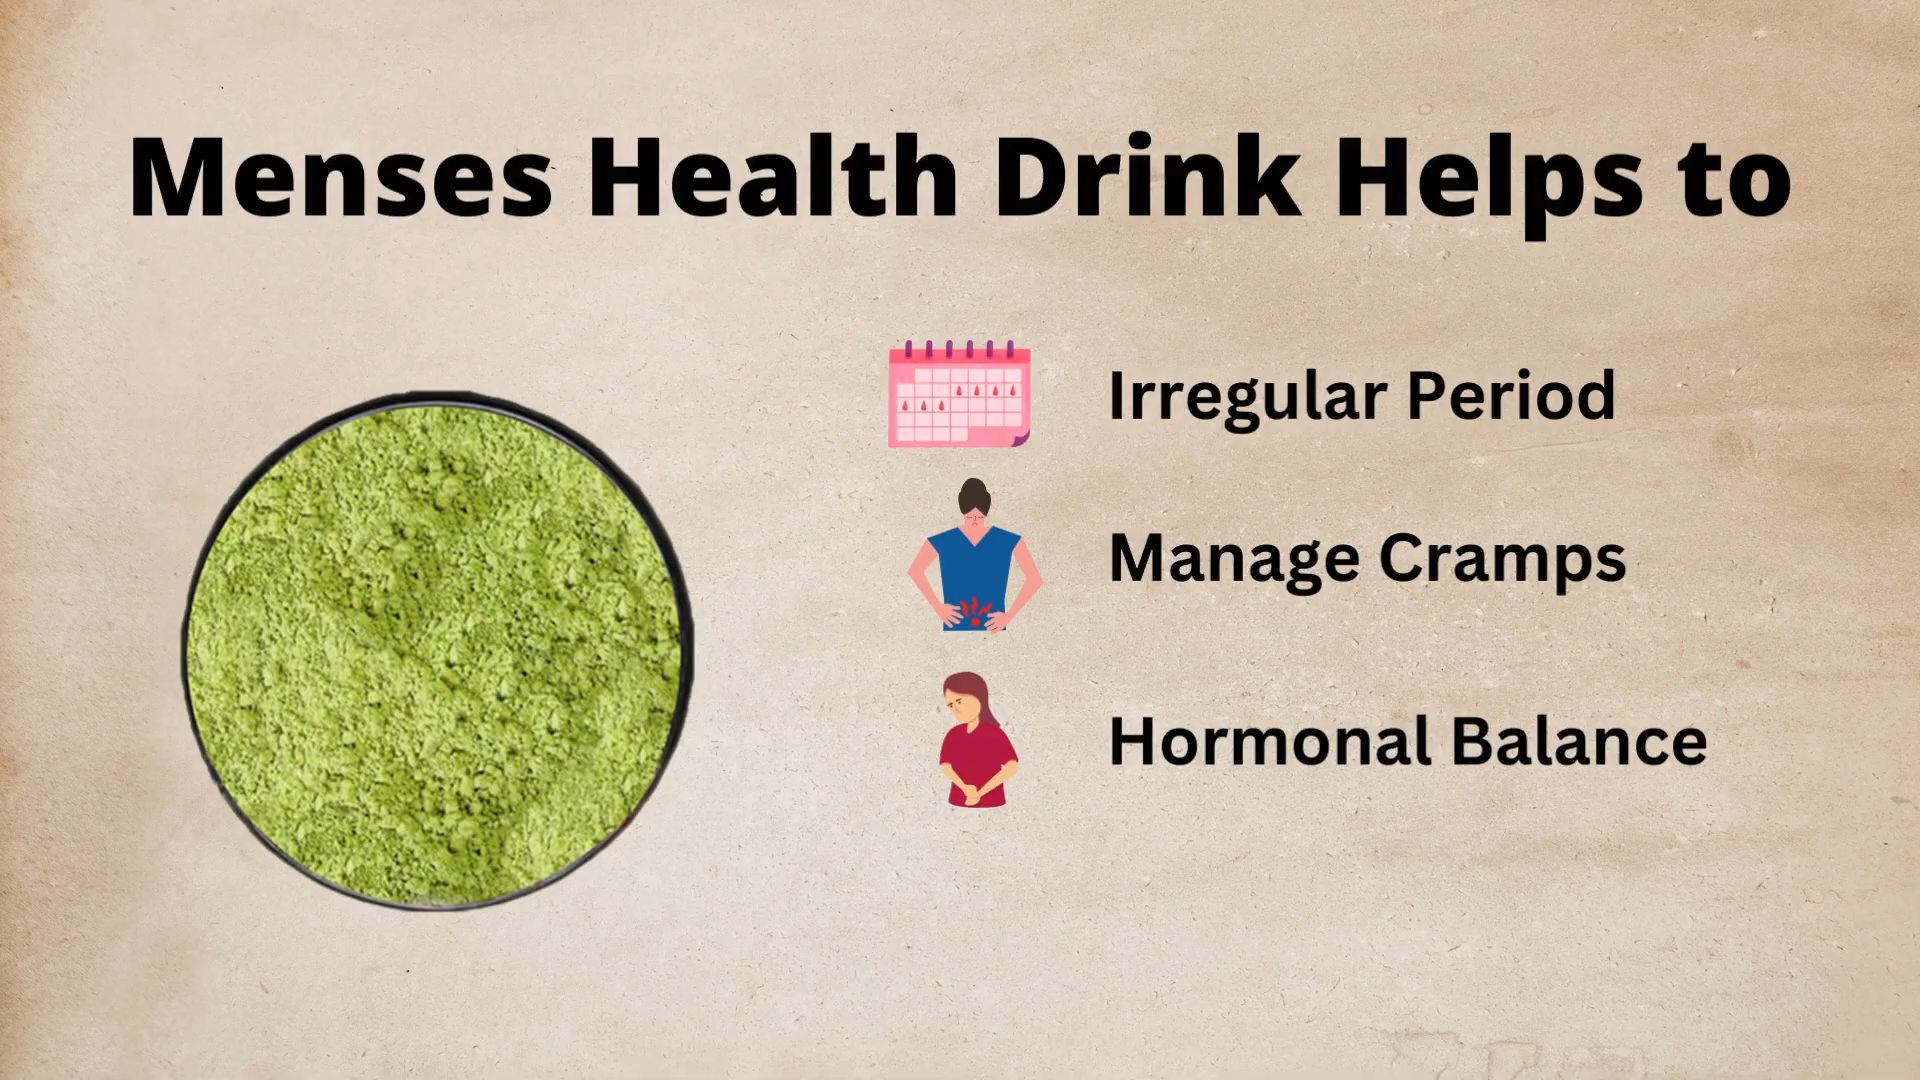 Menses Health Drink Helps to
Irregular Period
Manage Cramps
Hormonal Balance